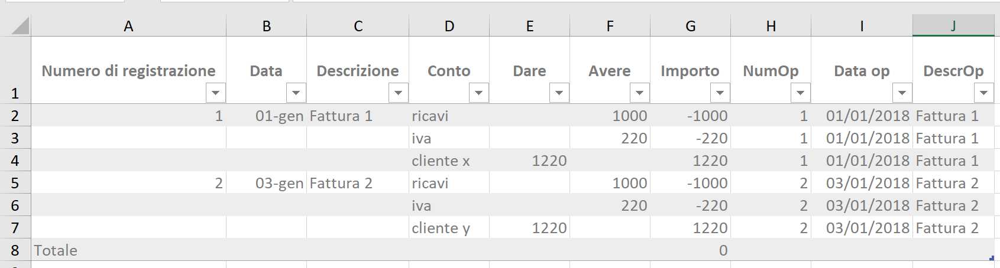 A B C D E F G H I J
1 Numero di registrazione Data Descrizione Conto Dare Avere Importo NumOp Data op DescrOp
2 1 01-gen Fattura 1 ricavi 1000 -1000 1 01/01/2018 Fattura 1
3 iva 220 -220 1 01/01/2018 Fattura 1
4 cliente x 1220 1220 1 01/01/2018 Fattura 1
5 2 03-gen Fattura 2 ricavi 1000 -1000 2 03/01/2018 Fattura 2
6 iva 220 -220 2 03/01/2018 Fattura 2
7 cliente y 1220 1220 2 03/01/2018 Fattura 2
8 Totale 0